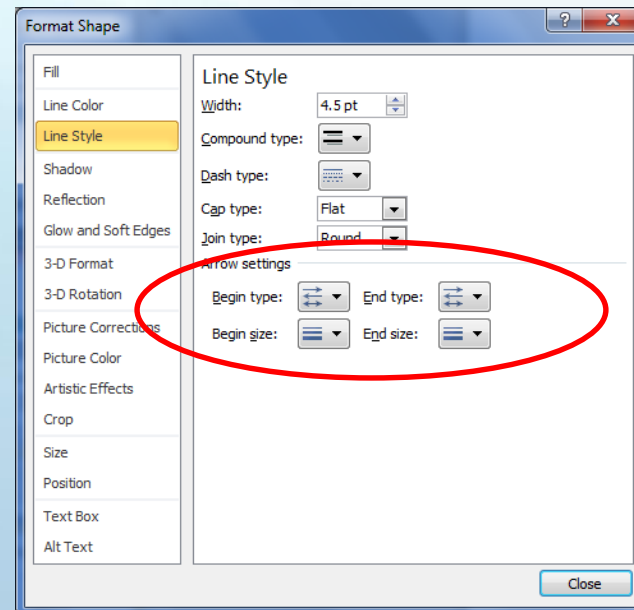 Format Shape
Fill
Line Color
Line Style
Shadow
Reflection
Glow and Soft Edges
3-D Format
3-D Rotation
Picture Corrections
Picture Color
Artistic Effects
Crop
Size
Position
Text Box
Alt Text
Line Style
Width: 4.5 pt
Compound type:
Dash type:
Cap type: Flat
Join type: Round
Arrow settings
Begin type: End type:
Begin size: End size:
Close